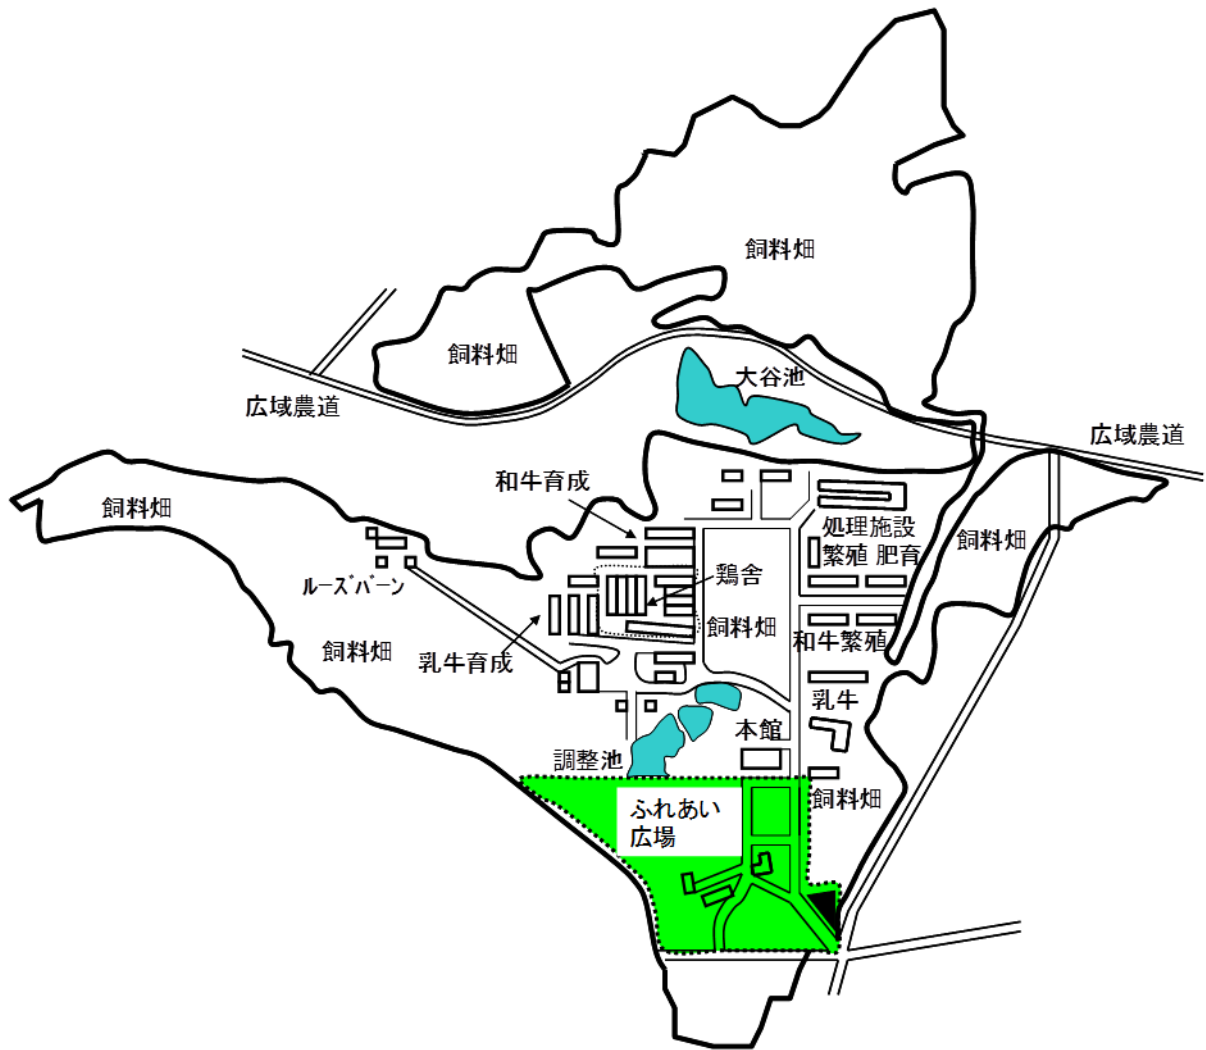 飼料畑
飼料畑
大谷池
広域農道
広域農道
和牛育成
飼料畑
処理施設
繁殖 肥育
飼料畑
鶏舎
ルーズバーン
飼料畑
和牛繁殖
飼料畑
乳牛育成
乳牛
本館
調整池
飼料畑
ふれあい
広場